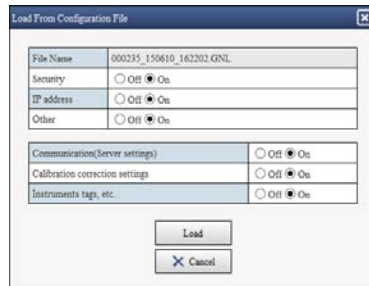 Load From Configuration File
File Name 000235_150610_162202.GNL
Security Off On
IP address Off On
Other Off On
Communication(Server settings) Off On
Calibration correction settings Off On
Instruments tags, etc. Off On
Load
Cancel